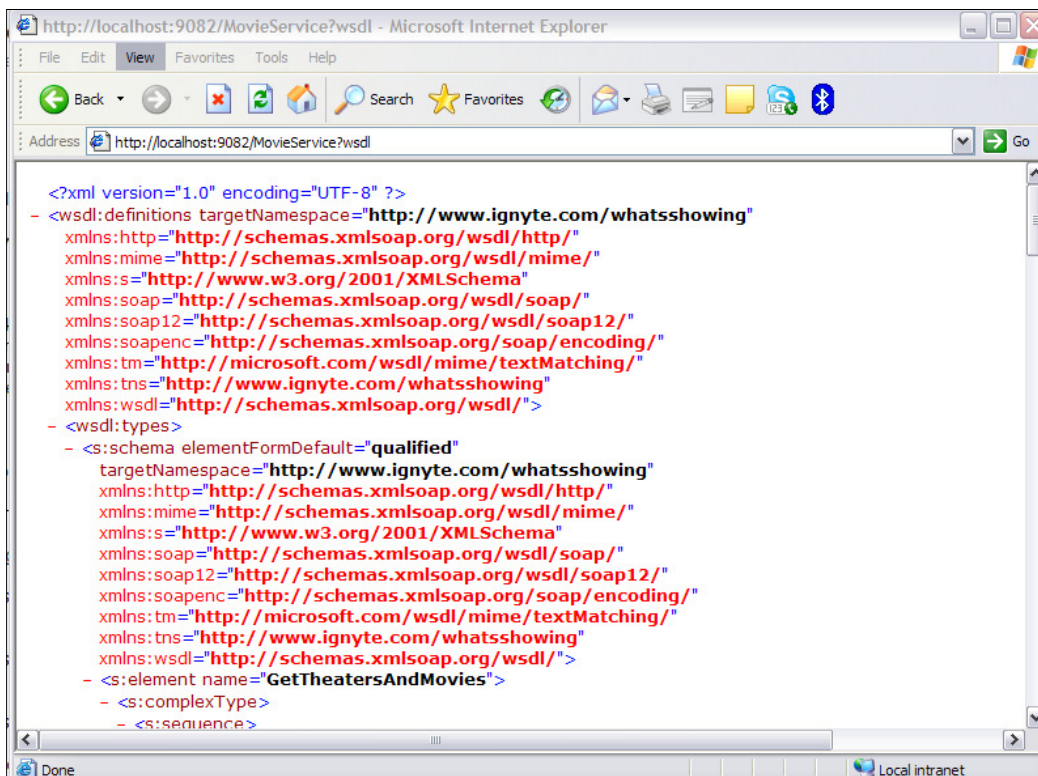 http://localhost:9082/MovieService?wsdl - Microsoft Internet Explorer
File Edit View Favorites Tools Help
Back Search Favorites
Address http://localhost:9082/MovieService?wsdl Go
<?xml version="1.0" encoding="UTF-8" ?>
- <wsdl:definitions targetNamespace="http://www.ignyte.com/whatsshowing"
xmlns:http="http://schemas.xmlsoap.org/wsdl/http/"
xmlns:mime="http://schemas.xmlsoap.org/wsdl/mime/"
xmlns:s="http://www.w3.org/2001/XMLSchema"
xmlns:soap="http://schemas.xmlsoap.org/wsdl/soap/"
xmlns:soap12="http://schemas.xmlsoap.org/wsdl/soap12/"
xmlns:soapenc="http://schemas.xmlsoap.org/soap/encoding/"
xmlns:tm="http://microsoft.com/wsdl/mime/textMatching/"
xmlns:tns="http://www.ignyte.com/whatsshowing"
xmlns:wsdl="http://schemas.xmlsoap.org/wsdl/">
- <wsdl:types>
- <s:schema elementFormDefault="qualified"
targetNamespace="http://www.ignyte.com/whatsshowing"
xmlns:http="http://schemas.xmlsoap.org/wsdl/http/"
xmlns:mime="http://schemas.xmlsoap.org/wsdl/mime/"
xmlns:s="http://www.w3.org/2001/XMLSchema"
xmlns:soap="http://schemas.xmlsoap.org/wsdl/soap/"
xmlns:soap12="http://schemas.xmlsoap.org/wsdl/soap12/"
xmlns:soapenc="http://schemas.xmlsoap.org/soap/encoding/"
xmlns:tm="http://microsoft.com/wsdl/mime/textMatching/"
xmlns:tns="http://www.ignyte.com/whatsshowing"
xmlns:wsdl="http://schemas.xmlsoap.org/wsdl/">
- <s:element name="GetTheatersAndMovies">
- <s:complexType>
- <s:sequence>
Done Local intranet